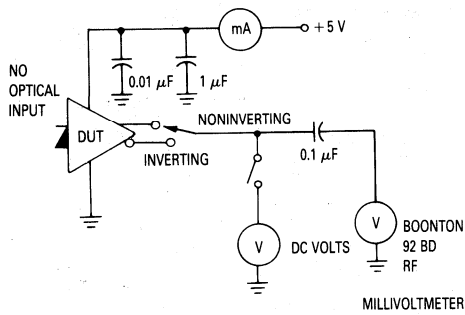 mA
+5 V
NO
OPTICAL
INPUT
0.01 μF
1 μF
DUT
NONINVERTING
INVERTING
0.1 μF
V
DC VOLTS
V
BOONTON
92 BD
RF
MILLIVOLTMETER